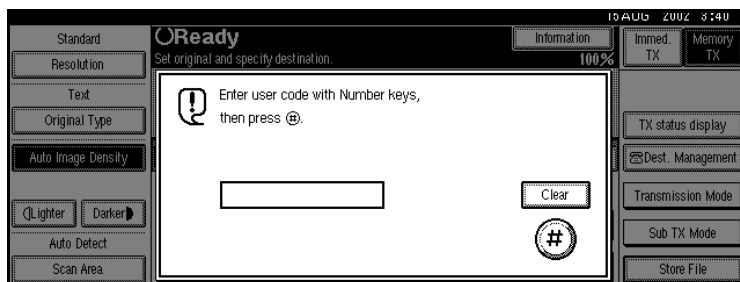 15 AUG 2002 3:40
Standard
Resolution
Text
Original Type
Auto Image Density
Lighter
Darker
Auto Detect
Scan Area
Ready
Set original and specify destination.
Information
100%
Enter user code with Number keys,
then press #.
Clear
#
Immed.
TX
Memory
TX
TX status display
Dest. Management
Transmission Mode
Sub TX Mode
Store File